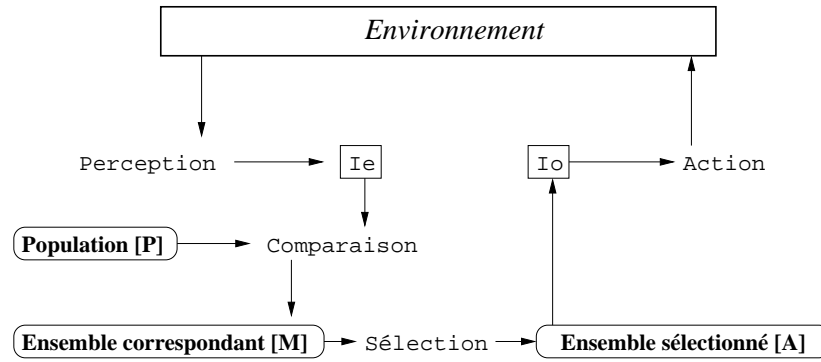 Environnement
Perception
Ie
Io
Action
Population [P]
Comparaison
Ensemble correspondant [M]
Sélection
Ensemble sélectionné [A]